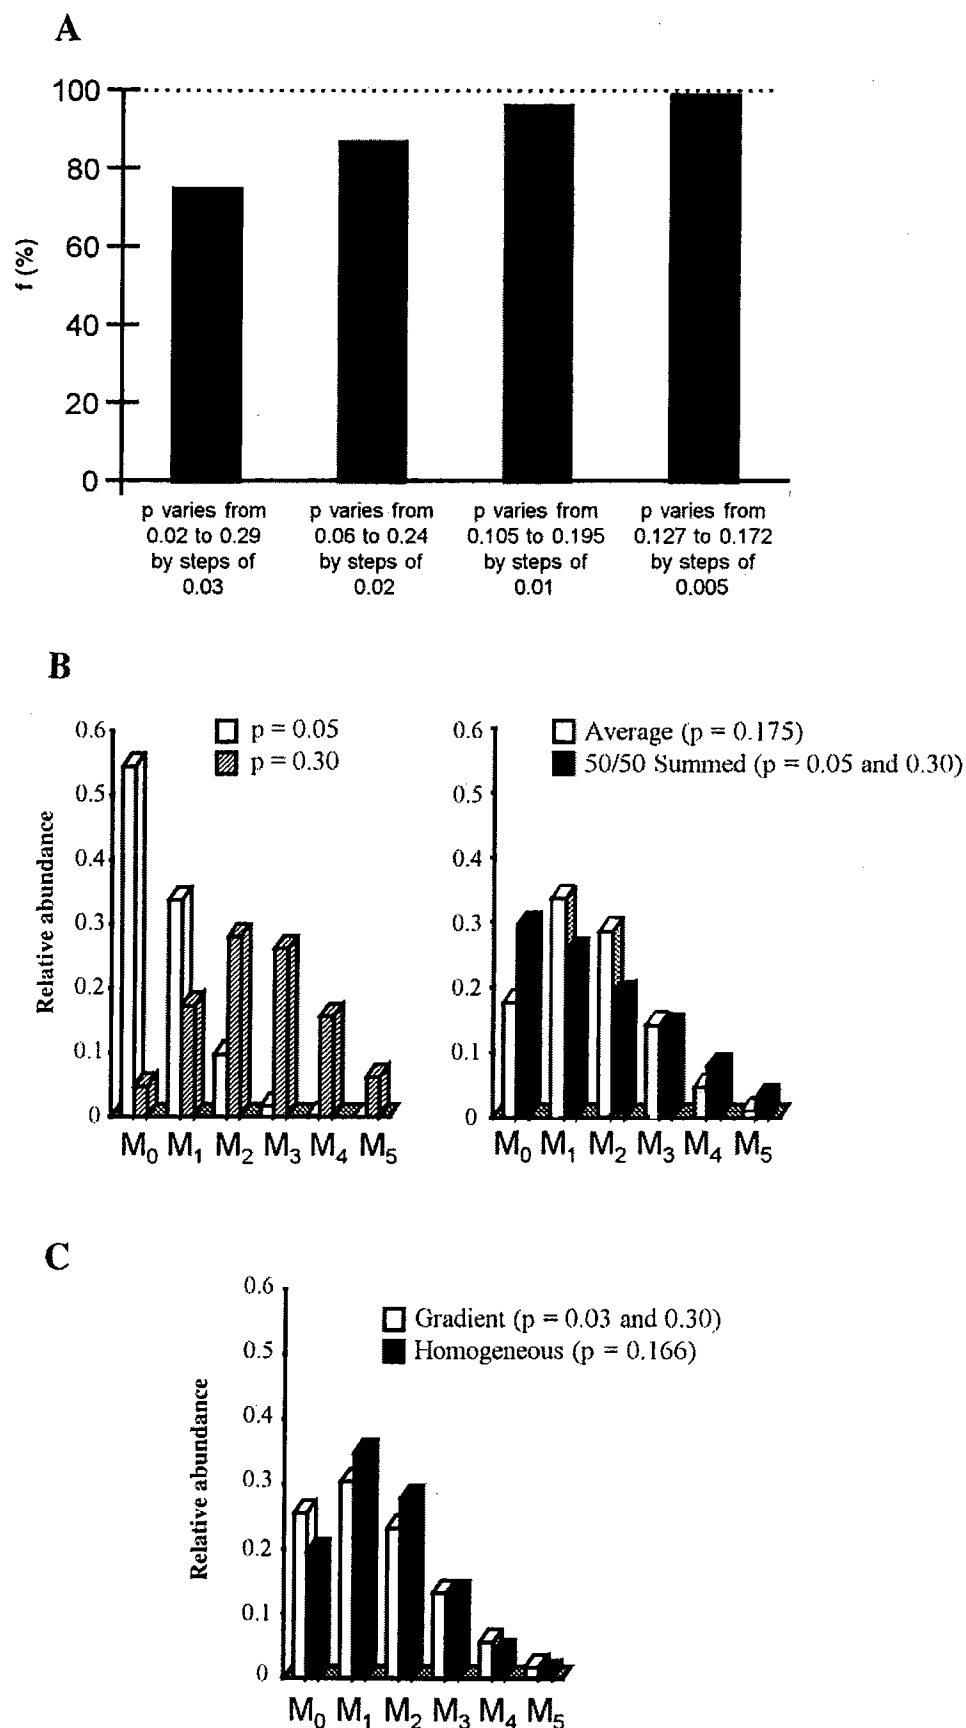 A
100
80
60
40
20
0
f (%)
p varies from
0.02 to 0.29
by steps of
0.03
p varies from
0.06 to 0.24
by steps of
0.02
p varies from
0.105 to 0.195
by steps of
0.01
p varies from
0.127 to 0.172
by steps of
0.005
B
0.6
0.5
0.4
0.3
0.2
0.1
0
Relative abundance
p = 0.05
p = 0.30
M0 M1 M2 M3 M4 M5
0.6
0.5
0.4
0.3
0.2
0.1
0
Average (p = 0.175)
50/50 Summed (p = 0.05 and 0.30)
M0 M1 M2 M3 M4 M5
C
0.6
0.5
0.4
0.3
0.2
0.1
0
Relative abundance
Gradient (p = 0.03 and 0.30)
Homogeneous (p = 0.166)
M0 M1 M2 M3 M4 M5